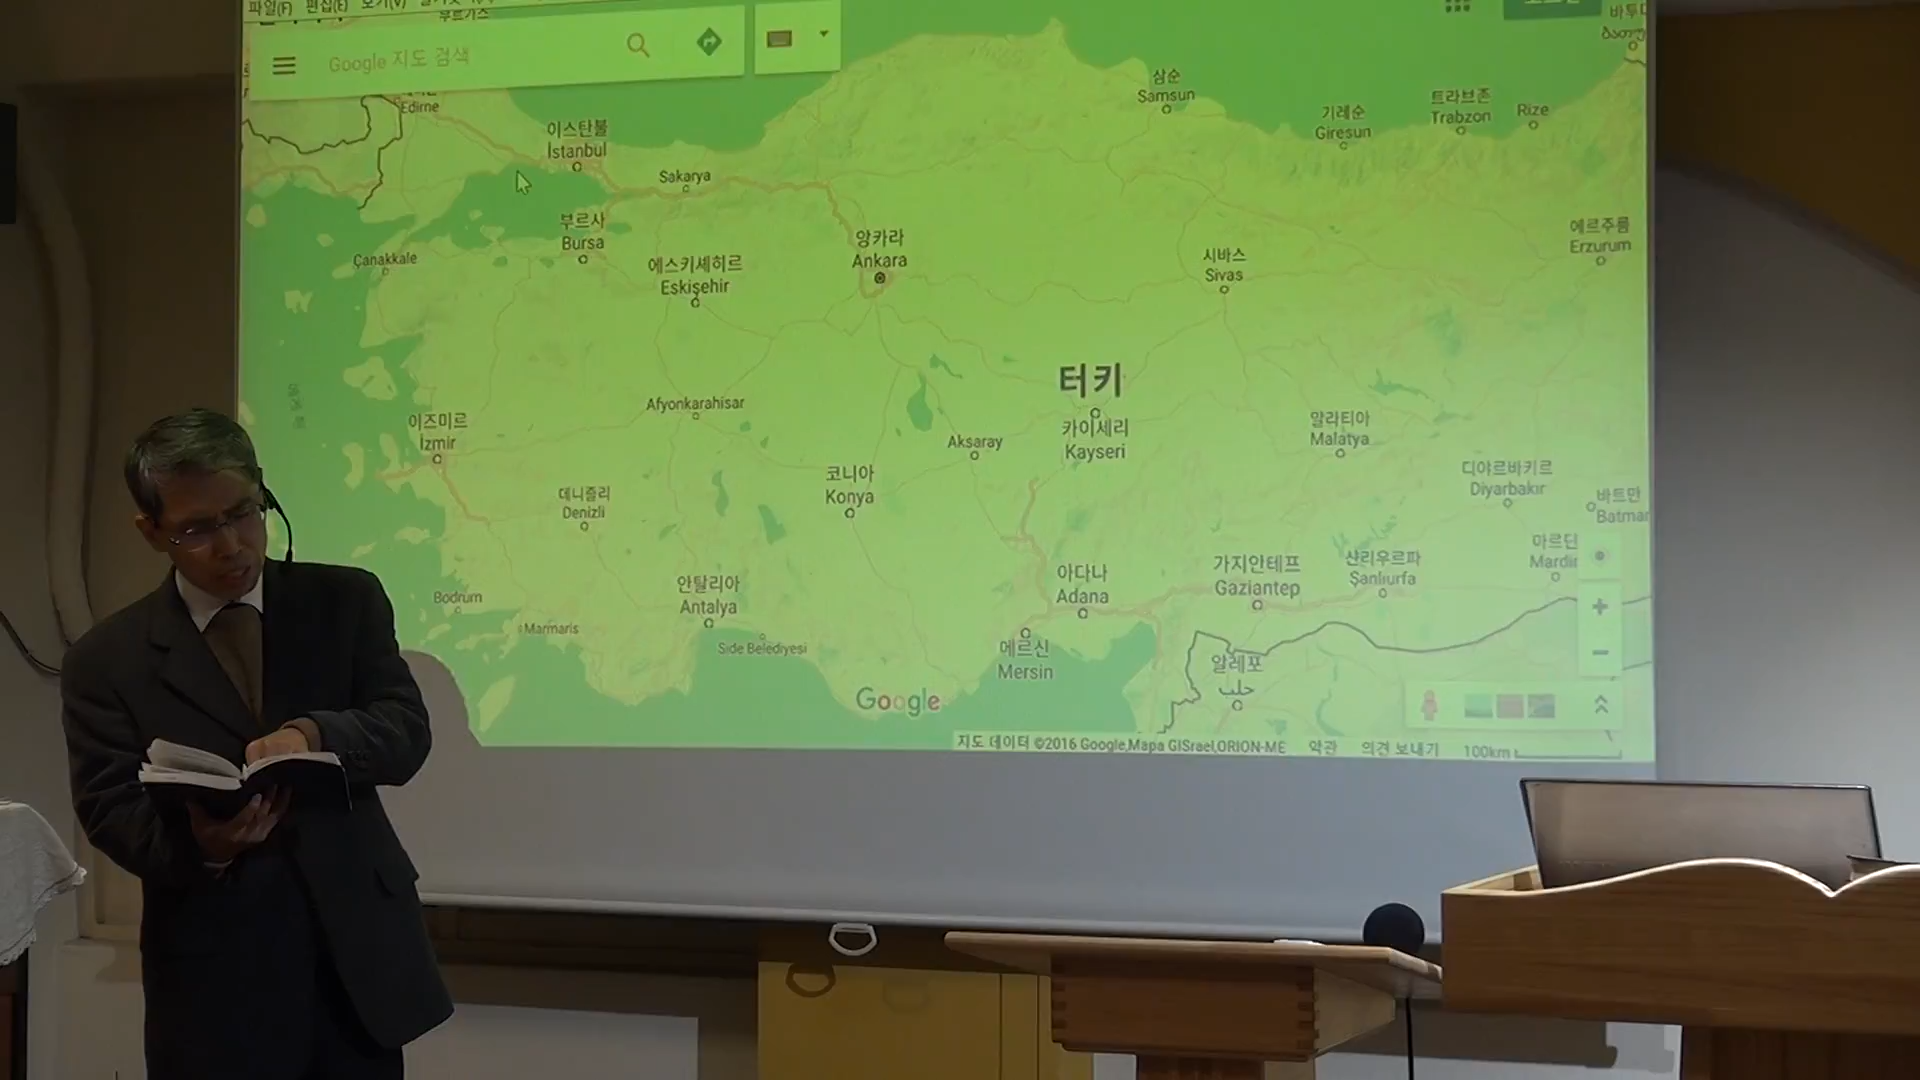 파일(F) 편집(E)
Google 지도 검색
Edirne
이스탄불
İstanbul
Sakarya
삼순
Samsun
기레순
Giresun
트라브존
Trabzon
Rize
부르사
Bursa
Çanakkale
에스키셰히르
Eskişehir
앙카라
Ankara
시바스
Sivas
에르주룸
Erzurum
터키
카이세리
Kayseri
Afyonkarahisar
이즈미르
İzmir
Aksaray
말라티아
Malatya
코니아
Konya
데니즐리
Denizli
디야르바키르
Diyarbakır
바트만
Batman
마르딘
Mardin
안탈리아
Antalya
아다나
Adana
가지안테프
Gaziantep
샨리우르파
Şanlıurfa
Bodrum
Marmaris
Side Belediyesi
메르신
Mersin
알레포
حلب
Google
지도 데이터 ©2016 Google,Mapa GISrael,ORION-ME 약관 의견 보내기 100km